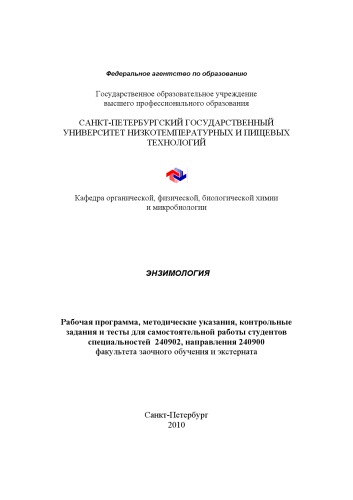 Федеральное агентство по образованию
Государственное образовательное учреждение
высшего профессионального образования
САНКТ-ПЕТЕРБУРГСКИЙ ГОСУДАРСТВЕННЫЙ
УНИВЕРСИТЕТ НИЗКОТЕМПЕРАТУРНЫХ И ПИЩЕВЫХ
ТЕХНОЛОГИЙ
Кафедра органической, физической, биологической химии
и микробиологии
ЭНЗИМОЛОГИЯ
Рабочая программа, методические указания, контрольные
задания и тесты для самостоятельной работы студентов
специальностей 240902, направления 240900
факультета заочного обучения и экстерната
Санкт-Петербург
2010